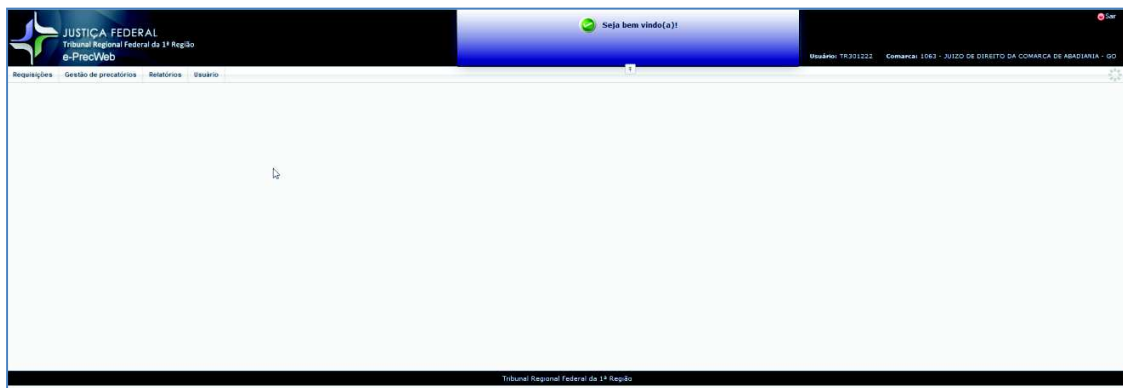 JUSTIÇA FEDERAL
Tribunal Regional Federal da 1ª Região
e-PrecWeb
Seja bem vindo(a)!
Sair
Usuário: TR301222 Comarca: 1063 - JUIZO DE DIREITO DA COMARCA DE ABADIANIA - GO
Requisições Gestão de precatórios Relatórios Usuário
Tribunal Regional Federal da 1ª Região